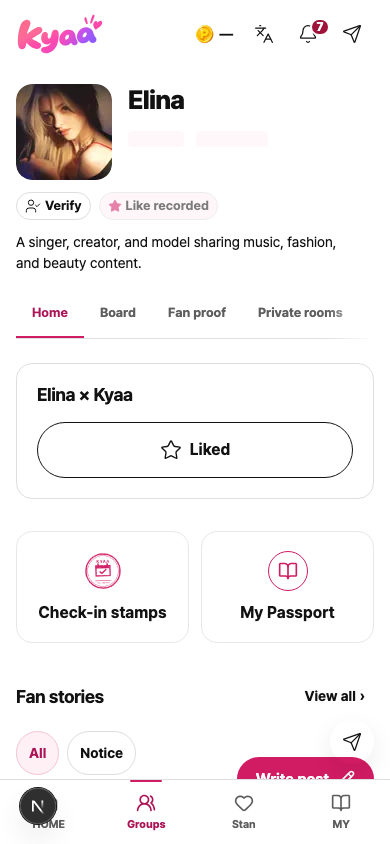 Kyaa
7
Elina
Verify
Like recorded
A singer, creator, and model sharing music, fashion,
and beauty content.
Home
Board
Fan proof
Private rooms
Elina × Kyaa
Liked
Check-in stamps
My Passport
Fan stories
View all ›
All
Notice
Write post
N
HOME
Groups
Stan
MY